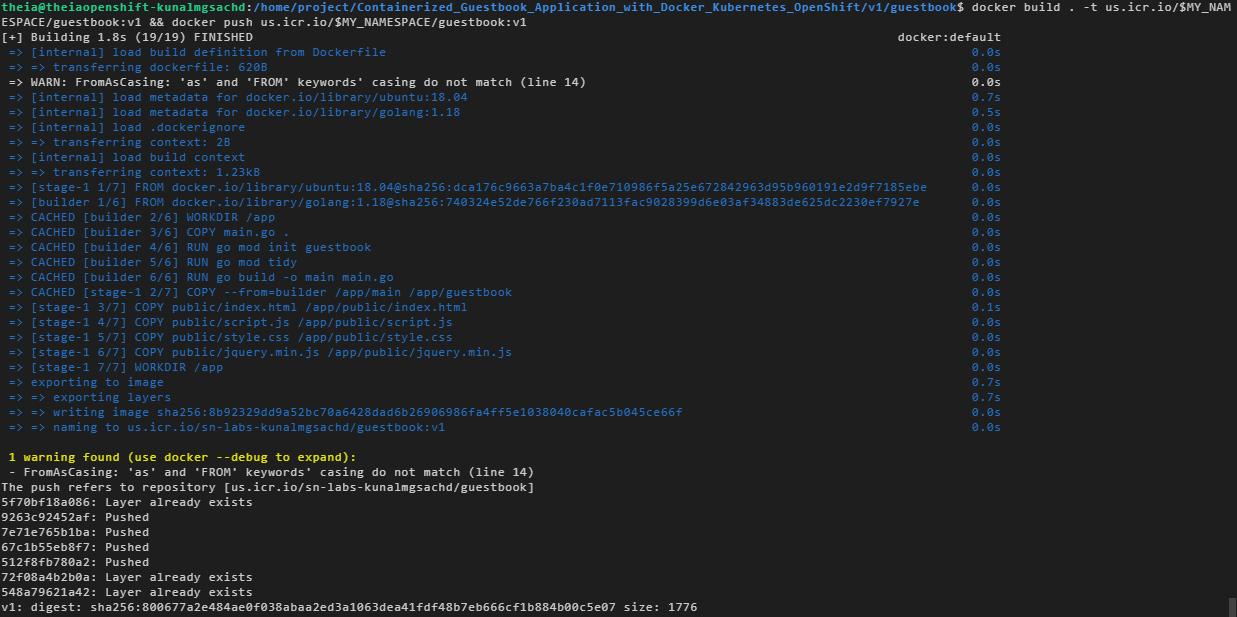 theia@theiaopenshift-kunalmgsachd:/home/project/Containerized_Guestbook_Application_with_Docker_Kubernetes_OpenShift/v1/guestbook$ docker build . -t us.icr.io/$MY_NAM
ESPACE/guestbook:v1 && docker push us.icr.io/$MY_NAMESPACE/guestbook:v1
[+] Building 1.8s (19/19) FINISHED docker:default
=> [internal] load build definition from Dockerfile 0.0s
=> => transferring dockerfile: 620B 0.0s
=> WARN: FromAsCasing: 'as' and 'FROM' keywords' casing do not match (line 14) 0.0s
=> [internal] load metadata for docker.io/library/ubuntu:18.04 0.7s
=> [internal] load metadata for docker.io/library/golang:1.18 0.5s
=> [internal] load .dockerignore 0.0s
=> => transferring context: 2B 0.0s
=> [internal] load build context 0.0s
=> => transferring context: 1.23kB 0.0s
=> [stage-1 1/7] FROM docker.io/library/ubuntu:18.04@sha256:dca176c9663a7ba4c1f0e710986f5a25e672842963d95b960191e2d9f7185ebe 0.0s
=> [builder 1/6] FROM docker.io/library/golang:1.18@sha256:740324e52de766f230ad7113fac9028399d6e03af34883de625dc2230ef7927e 0.0s
=> CACHED [builder 2/6] WORKDIR /app 0.0s
=> CACHED [builder 3/6] COPY main.go . 0.0s
=> CACHED [builder 4/6] RUN go mod init guestbook 0.0s
=> CACHED [builder 5/6] RUN go mod tidy 0.0s
=> CACHED [builder 6/6] RUN go build -o main main.go 0.0s
=> CACHED [stage-1 2/7] COPY --from=builder /app/main /app/guestbook 0.0s
=> [stage-1 3/7] COPY public/index.html /app/public/index.html 0.1s
=> [stage-1 4/7] COPY public/script.js /app/public/script.js 0.0s
=> [stage-1 5/7] COPY public/style.css /app/public/style.css 0.0s
=> [stage-1 6/7] COPY public/jquery.min.js /app/public/jquery.min.js 0.0s
=> [stage-1 7/7] WORKDIR /app 0.0s
=> exporting to image 0.7s
=> => exporting layers 0.7s
=> => writing image sha256:8b92329dd9a52bc70a6428dad6b26906986fa4ff5e1038040cafac5b045ce66f 0.0s
=> => naming to us.icr.io/sn-labs-kunalmgsachd/guestbook:v1 0.0s
1 warning found (use docker --debug to expand):
- FromAsCasing: 'as' and 'FROM' keywords' casing do not match (line 14)
The push refers to repository [us.icr.io/sn-labs-kunalmgsachd/guestbook]
5f70bf18a086: Layer already exists
9263c92452af: Pushed
7e71e765b1ba: Pushed
67c1b55eb8f7: Pushed
512f8fb780a2: Pushed
72f08a4b2b0a: Layer already exists
548a79621a42: Layer already exists
v1: digest: sha256:800677a2e484ae0f038abaa2ed3a1063dea41fdf48b7eb666cf1b884b00c5e07 size: 1776